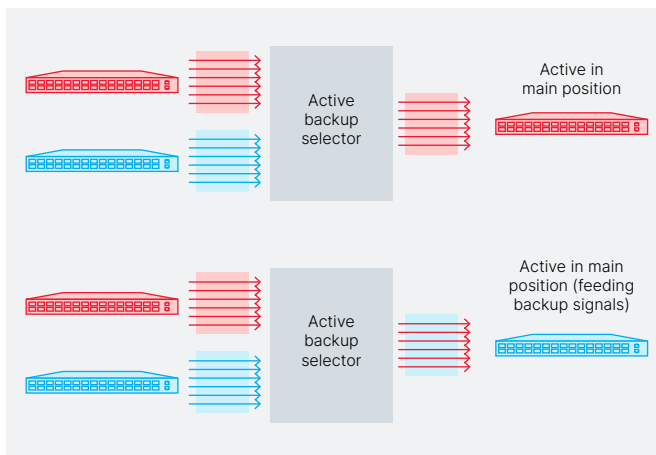 Active
backup
selector
Active in
main position
Active
backup
selector
Active in main
position (feeding
backup signals)